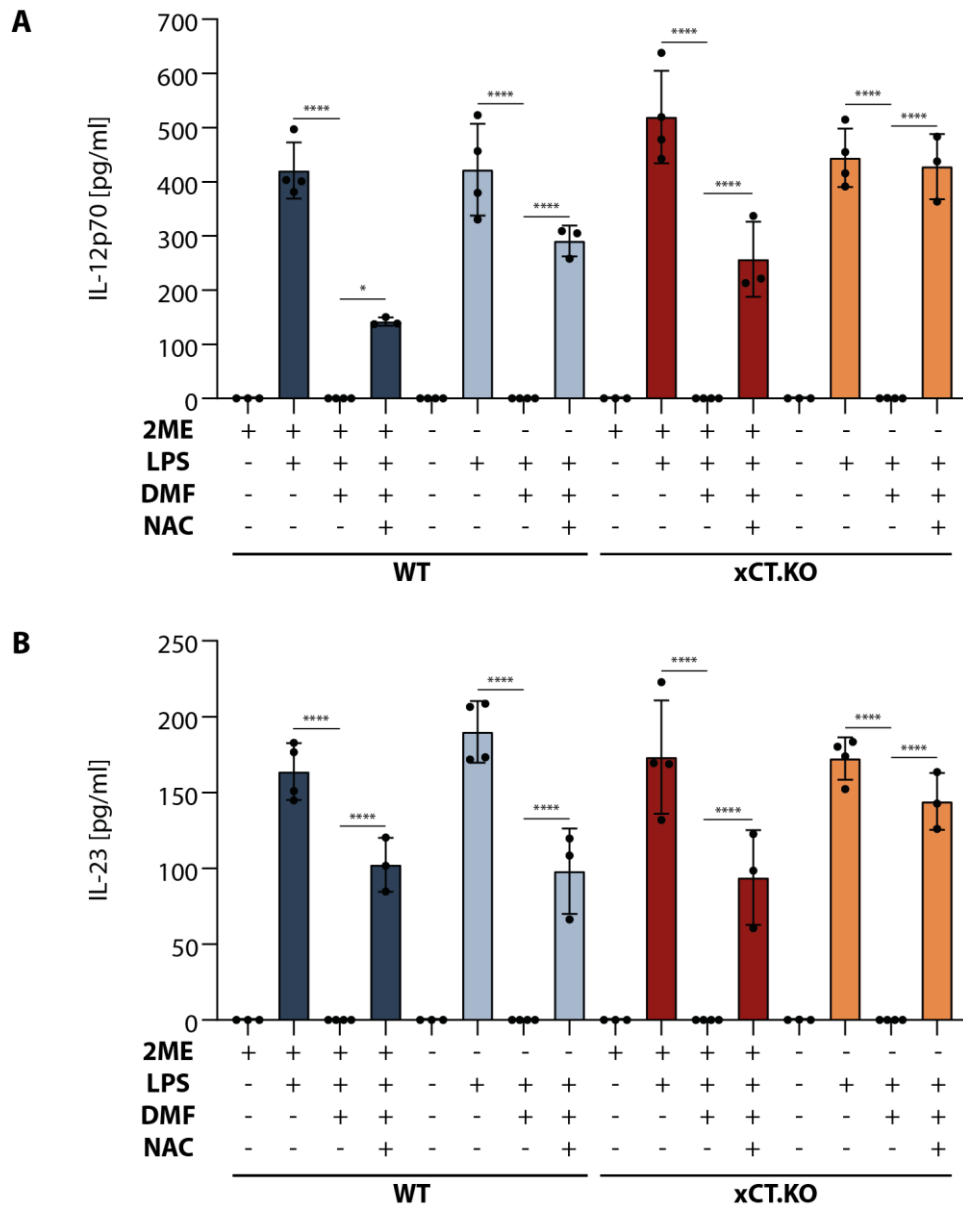 A
700
****
600
****
****
500
****
400
****
****
IL-12p70 [pg/ml]
300
*
200
100
0
2ME + + + + - - - - + + + + - - - -
LPS - + + + - + + + - + + + - + + +
DMF - - + + - - + + - - + + - - + +
NAC - - - + - - - + - - - + - - - +
WT xCT.KO
B
250
****
****
****
****
200
****
IL-23 [pg/ml]
150
****
****
****
100
50
0
2ME + + + + - - - - + + + + - - - -
LPS - + + + - + + + - + + + - + + +
DMF - - + + - - + + - - + + - - + +
NAC - - - + - - - + - - - + - - - +
WT xCT.KO